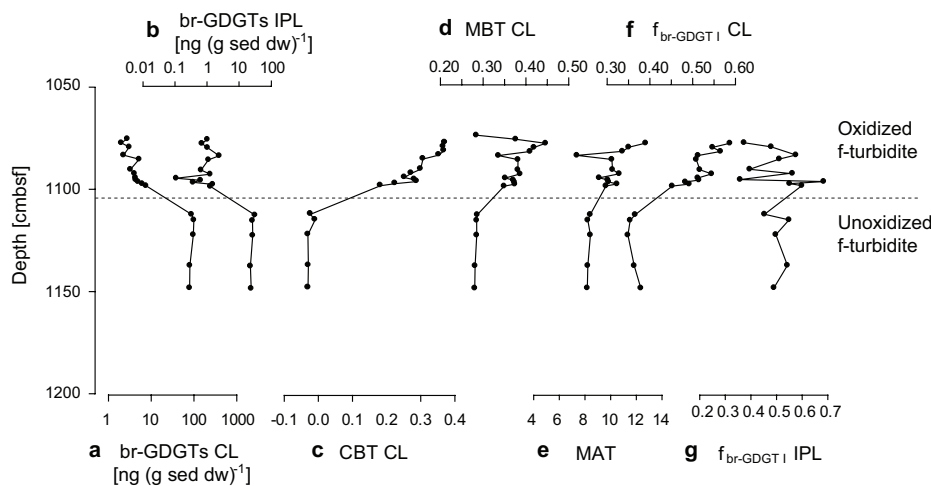 b br-GDGTs IPL
[ng (g sed dw)-1]
d MBT CL
f f br-GDGT I CL
0.01 0.1 1 10 100
0.20 0.30 0.40 0.50
0.30 0.40 0.50 0.60
1050
1100
1150
1200
Depth [cmbsf]
Oxidized
f-turbidite
Unoxidized
f-turbidite
1 10 100 1000
-0.1 0.0 0.1 0.2 0.3 0.4
4 6 8 10 12 14
0.2 0.3 0.4 0.5 0.6 0.7
a br-GDGTs CL
[ng (g sed dw)-1]
c CBT CL
e MAT
g f br-GDGT I IPL